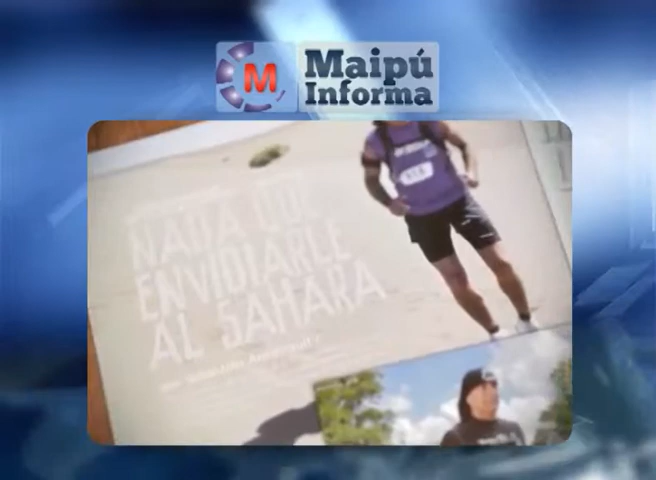 M
Maipú
Informa
NADA QUE
ENVIDIARLE
AL SAHARA